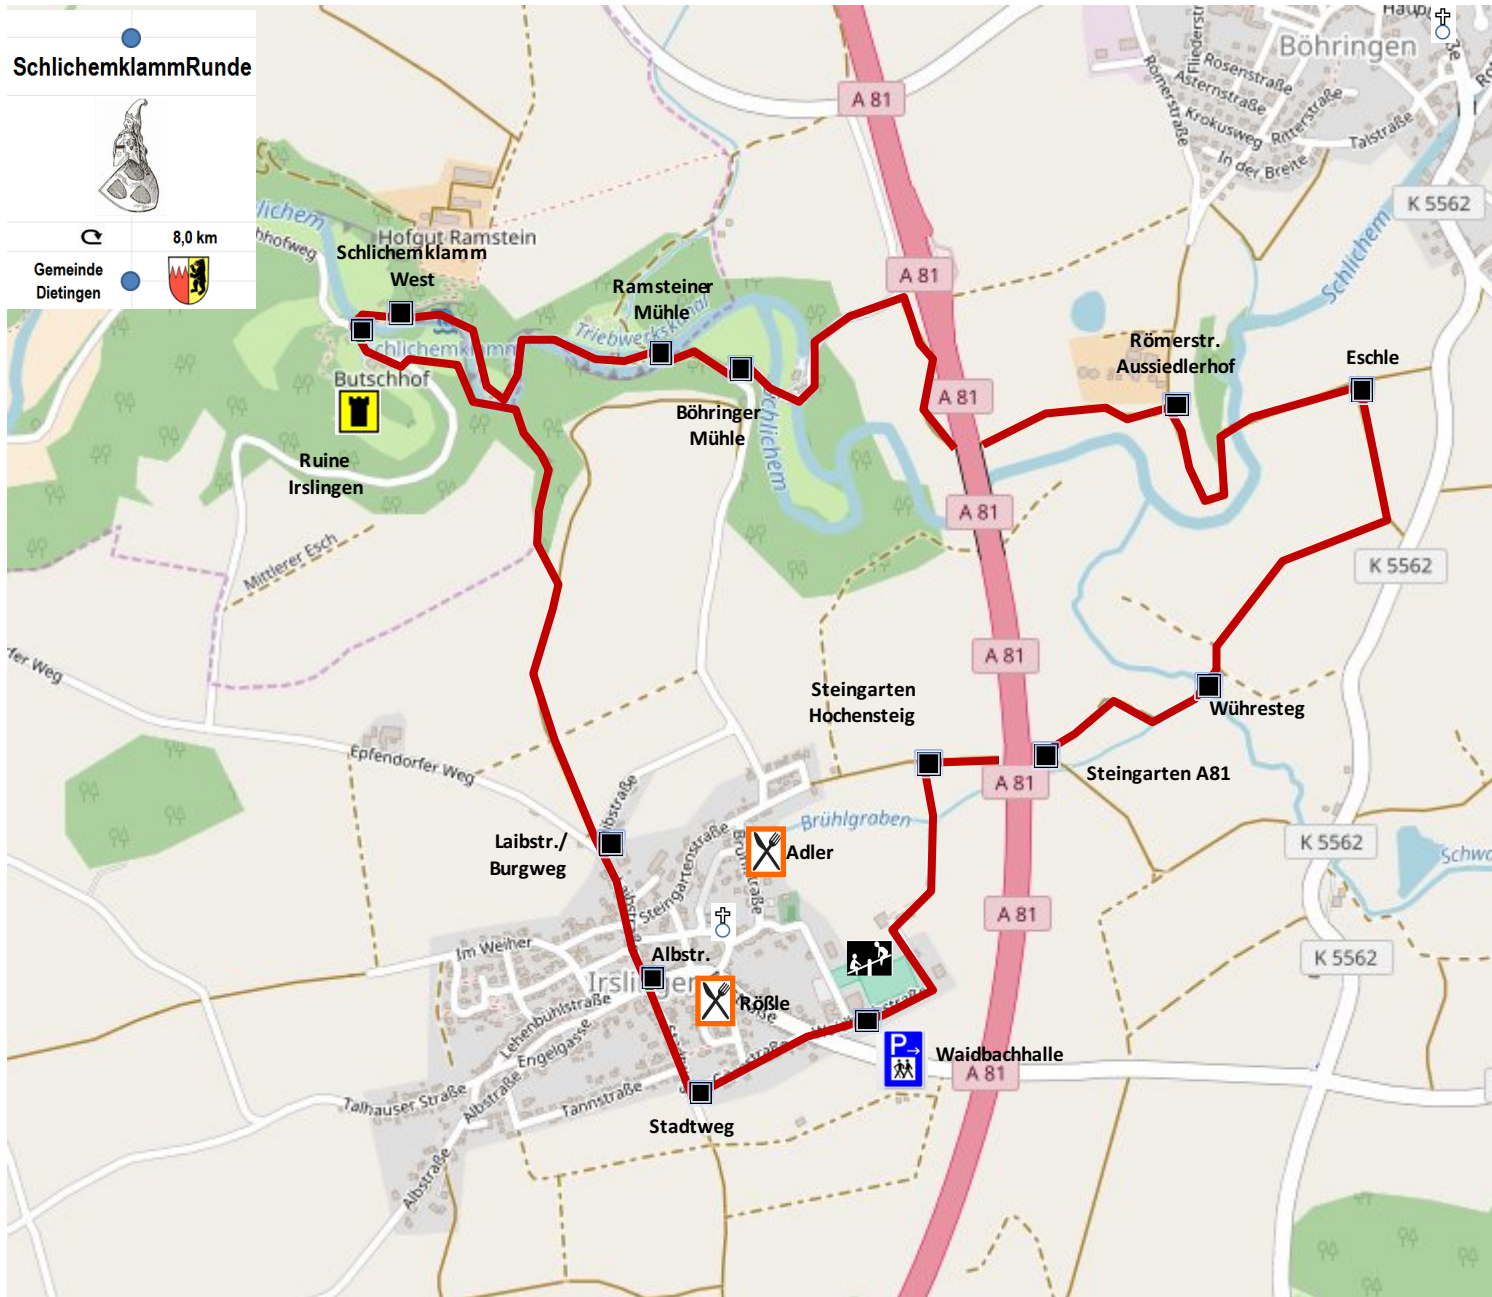 SchlichemklammRunde
8,0 km
Gemeinde
Dietingen
Böhringen
Rosenstraße
Asternstraße
Krokusweg
Ritterstraße
Talstraße
In der Breite
Römerstraße
A 81
K 5562
Schlichem
Hofgut Ramstein
Schlichemklamm
West
Ramsteiner
Mühle
Triebwerkskanal
A 81
Römerstr.
Aussiedlerhof
Eschle
Butschhof
Böhringer
Mühle
Schlichem
A 81
Ruine
Irslingen
A 81
Mittlerer Esch
K 5562
A 81
Steingarten
Hochensteig
Wühresteg
Epfendorfer Weg
Steingarten A81
A 81
Brühlgraben
Laibstr./
Burgweg
Adler
Steingartenstraße
K 5562
A 81
Im Weiher
Albstr.
K 5562
Irslingen
Rößle
Lehenbühlstraße
Engelgasse
P
Waidbachhalle
A 81
Talhauser Straße
Albstraße
Tannstraße
Stadtweg
Albstraße